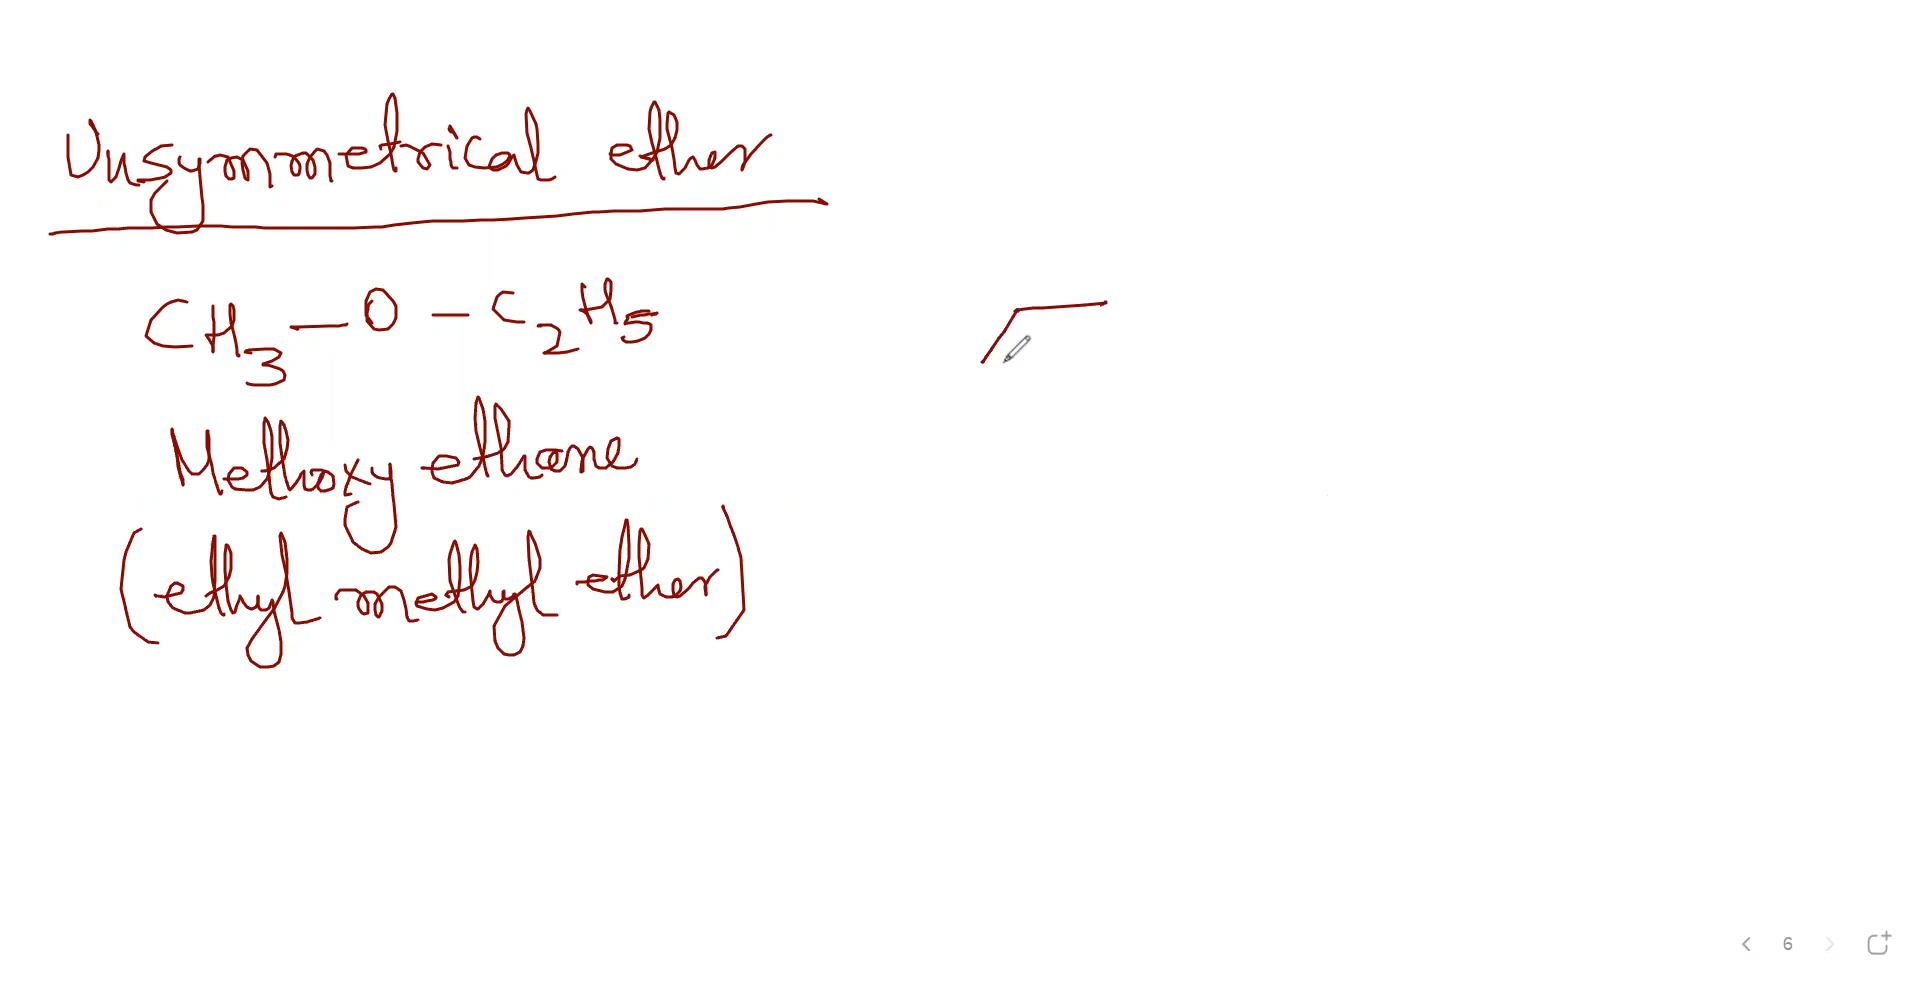 Unsymmetrical ether
CH₃ — O — C₂H₅
Methoxy ethane
(ethyl methyl ether)
6